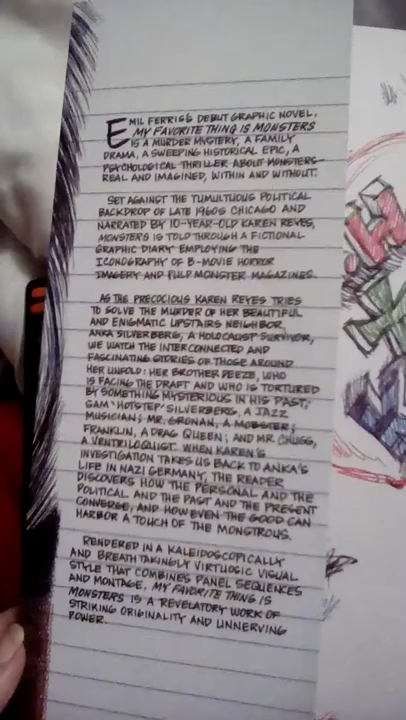 EMIL FERRIS'S DEBUT GRAPHIC NOVEL,
MY FAVORITE THING IS MONSTERS
IS A MURDER MYSTERY, A FAMILY
DRAMA, A SWEEPING HISTORICAL EPIC, A
PSYCHOLOGICAL THRILLER ABOUT MONSTERS—
REAL AND IMAGINED, WITHIN AND WITHOUT.
SET AGAINST THE TUMULTUOUS POLITICAL
BACKDROP OF LATE 1960S CHICAGO AND
NARRATED BY 10-YEAR-OLD KAREN REYES,
MONSTERS IS TOLD THROUGH A FICTIONAL
GRAPHIC DIARY EMPLOYING THE
ICONOGRAPHY OF B-MOVIE HORROR
IMAGERY AND PULP MONSTER MAGAZINES.
AS THE PRECOCIOUS KAREN REYES TRIES
TO SOLVE THE MURDER OF HER BEAUTIFUL
AND ENIGMATIC UPSTAIRS NEIGHBOR,
ANKA SILVERBERG, A HOLOCAUST SURVIVOR,
WE WATCH THE INTERCONNECTED AND
FASCINATING STORIES OF THOSE AROUND
HER UNFOLD: HER BROTHER DEEZE, WHO
IS FACING THE DRAFT AND WHO IS TORTURED
BY SOMETHING MYSTERIOUS IN HIS PAST;
SAM "HOTSTEP" SILVERBERG, A JAZZ
MUSICIAN; MR. GRONAN, A MOBSTER;
FRANKLIN, A DRAG QUEEN; AND MR. CHUGG,
A VENTRILOQUIST. WHEN KAREN'S
INVESTIGATION TAKES US BACK TO ANKA'S
LIFE IN NAZI GERMANY, THE READER
DISCOVERS HOW THE PERSONAL AND THE
POLITICAL AND THE PAST AND THE PRESENT
CONVERGE, AND HOW EVEN THE GOOD CAN
HARBOR A TOUCH OF THE MONSTROUS.
RENDERED IN A KALEIDOSCOPICALLY
AND BREATHTAKINGLY VIRTUOSIC VISUAL
STYLE THAT COMBINES PANEL SEQUENCES
AND MONTAGE, MY FAVORITE THING IS
MONSTERS IS A REVELATORY WORK OF
STRIKING ORIGINALITY AND UNNERVING
POWER.